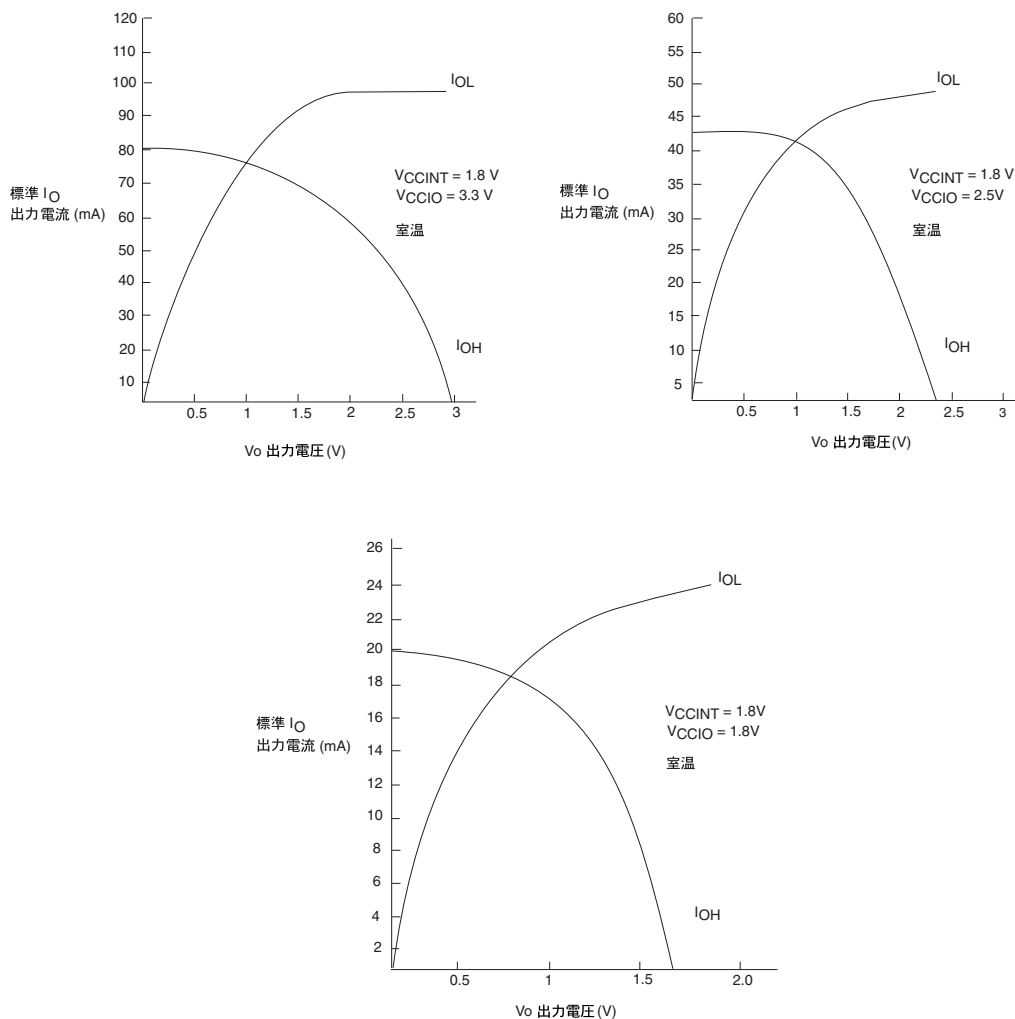 120
110
100
90
80
70
60
50
40
30
20
10
IOL
VCCINT = 1.8 V
VCCIO = 3.3 V
室温
標準 IO
出力電流 (mA)
IOH
0.5
1
1.5
2
2.5
3
Vo 出力電圧(V)
60
55
50
45
40
35
30
25
20
15
10
5
IOL
VCCINT = 1.8 V
VCCIO = 2.5V
室温
標準 IO
出力電流 (mA)
IOH
0.5
1
1.5
2
2.5
3
Vo 出力電圧(V)
26
24
22
20
18
16
14
12
10
8
6
4
2
IOL
VCCINT = 1.8V
VCCIO = 1.8V
室温
標準 IO
出力電流 (mA)
IOH
0.5
1
1.5
2.0
Vo 出力電圧(V)